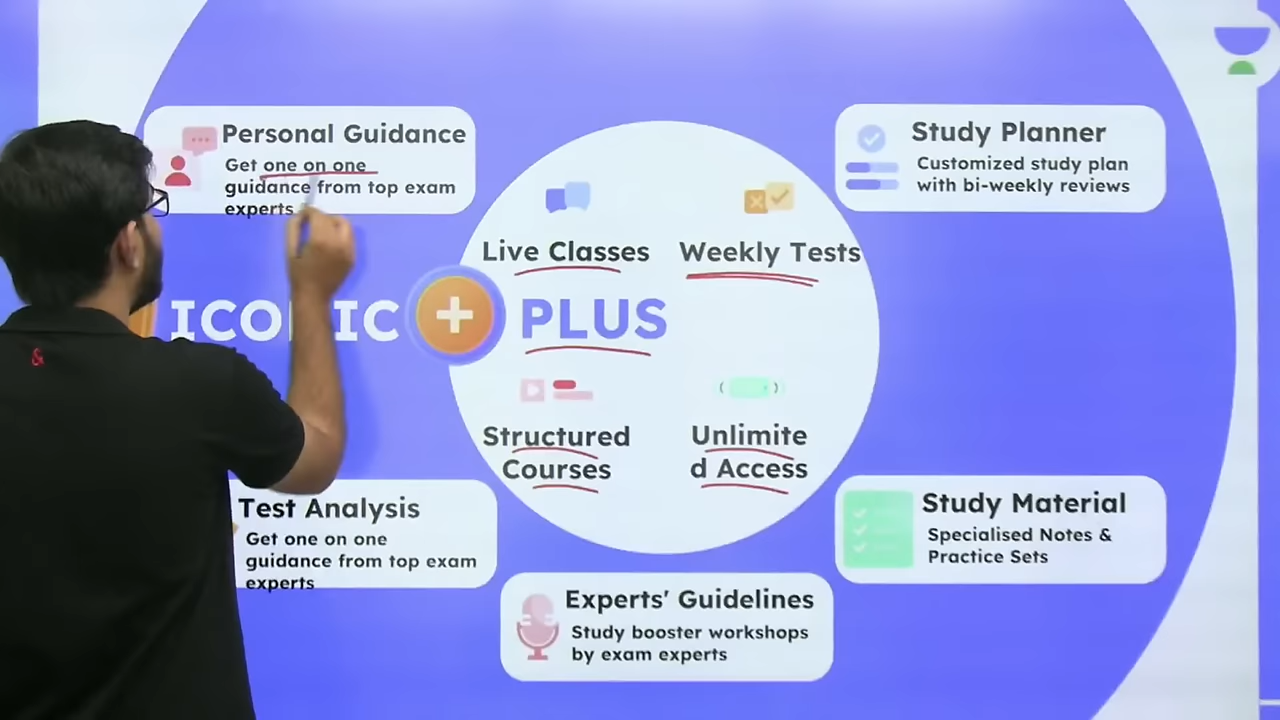 Personal Guidance
Get one on one
guidance from top exam
experts
Study Planner
Customized study plan
with bi-weekly reviews
Live Classes
Weekly Tests
ICONIC
+
PLUS
Structured
Courses
Unlimite
d Access
Test Analysis
Get one on one
guidance from top exam
experts
Study Material
Specialised Notes &
Practice Sets
Experts' Guidelines
Study booster workshops
by exam experts
&